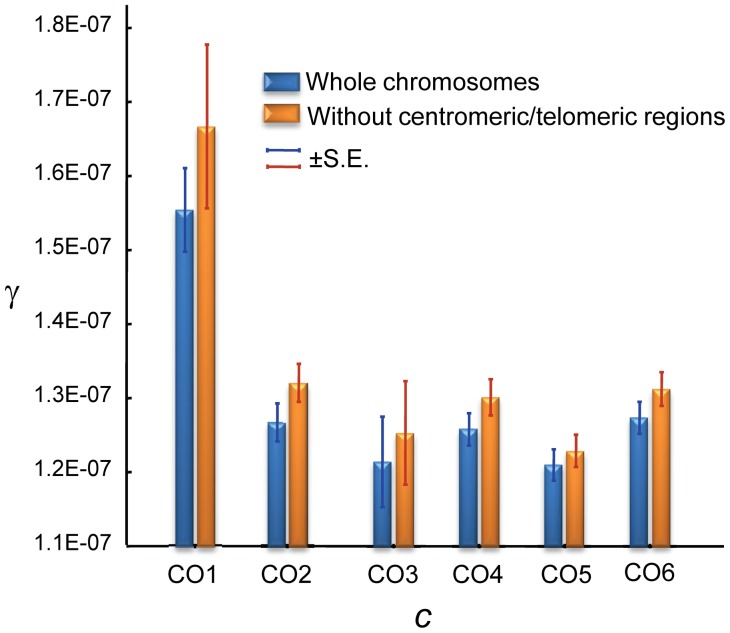 1.8E-07
1.7E-07
1.6E-07
1.5E-07
1.4E-07
1.3E-07
1.2E-07
1.1E-07
γ
Whole chromosomes
Without centromeric/telomeric regions
±S.E.
CO1 CO2 CO3 CO4 CO5 CO6
c